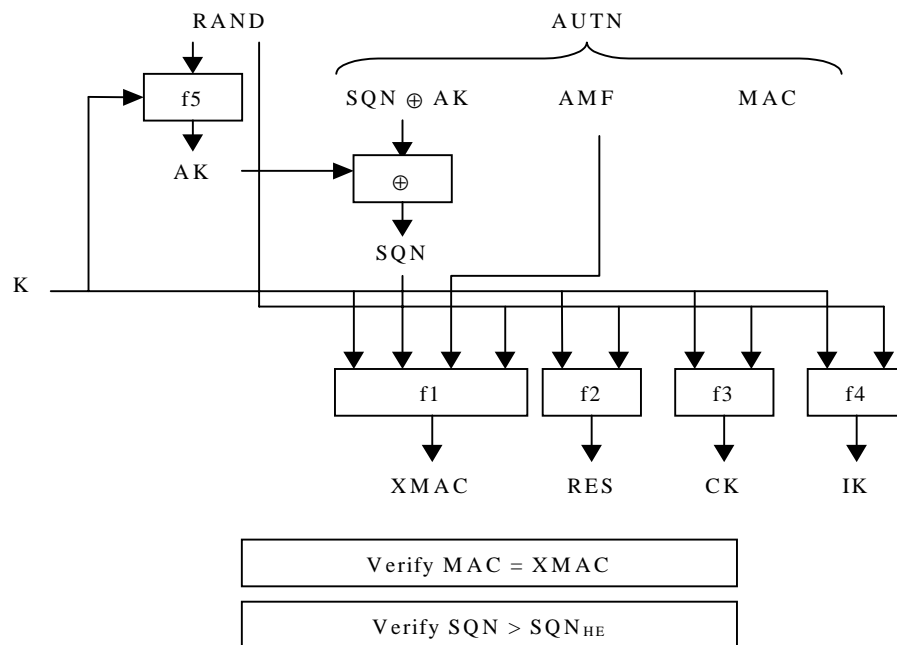 RAND AUTN
f5 SQN ⊕ AK AMF MAC
AK ⊕
SQN
K
f1 f2 f3 f4
XMAC RES CK IK
Verify MAC = XMAC
Verify SQN > SQN_HE